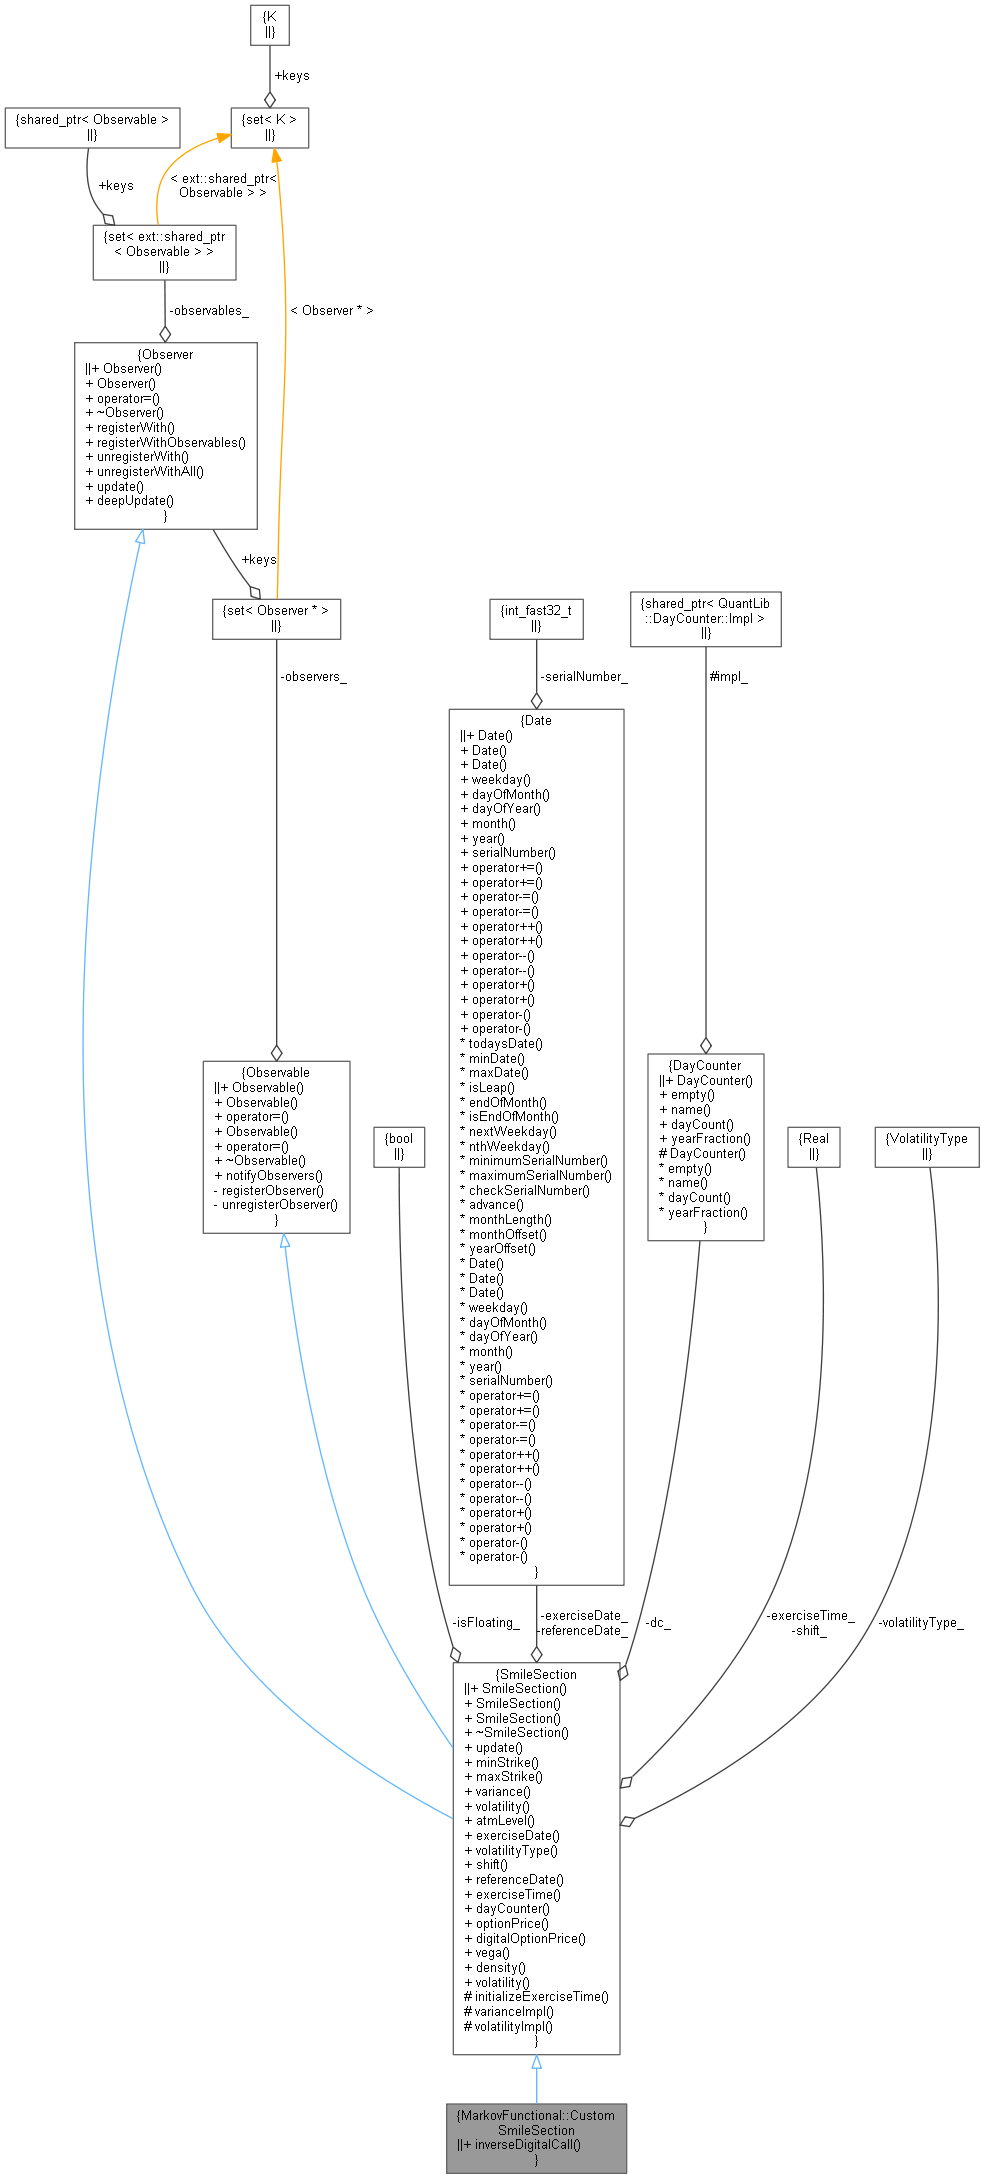 {K
||}
+keys
{shared_ptr< Observable >
||}
{set< K >
||}
+keys
< ext::shared_ptr<
Observable > >
{set< ext::shared_ptr
< Observable > >
||}
-observables_
< Observer * >
{Observer
||+ Observer()
+ Observer()
+ operator=()
+ ~Observer()
+ registerWith()
+ registerWithObservables()
+ unregisterWith()
+ unregisterWithAll()
+ update()
+ deepUpdate()
}
+keys
{set< Observer * >
||}
{int_fast32_t
||}
{shared_ptr< QuantLib
::DayCounter::Impl >
||}
-observers_
-serialNumber_
#impl_
{Date
||+ Date()
+ Date()
+ Date()
+ weekday()
+ dayOfMonth()
+ dayOfYear()
+ month()
+ year()
+ serialNumber()
+ operator+=()
+ operator+=()
+ operator-=()
+ operator-=()
+ operator++()
+ operator++()
+ operator--()
+ operator--()
+ operator+()
+ operator+()
+ operator-()
+ operator-()
* todaysDate()
* minDate()
* maxDate()
* isLeap()
* endOfMonth()
* isEndOfMonth()
* nextWeekday()
* nthWeekday()
* minimumSerialNumber()
* maximumSerialNumber()
* checkSerialNumber()
* advance()
* monthLength()
* monthOffset()
* yearOffset()
* Date()
* Date()
* Date()
* weekday()
* dayOfMonth()
* dayOfYear()
* month()
* year()
* serialNumber()
* operator+=()
* operator+=()
* operator-=()
* operator-=()
* operator++()
* operator++()
* operator--()
* operator--()
* operator+()
* operator+()
* operator-()
* operator-()
}
{Observable
||+ Observable()
+ Observable()
+ operator=()
+ Observable()
+ operator=()
+ ~Observable()
+ notifyObservers()
- registerObserver()
- unregisterObserver()
}
{bool
||}
{DayCounter
||+ DayCounter()
+ empty()
+ name()
+ dayCount()
+ yearFraction()
# DayCounter()
* empty()
* name()
* dayCount()
* yearFraction()
}
{Real
||}
{VolatilityType
||}
-isFloating_
-exerciseDate_
-referenceDate_
-dc_
-exerciseTime_
-shift_
-volatilityType_
{SmileSection
||+ SmileSection()
+ SmileSection()
+ SmileSection()
+ ~SmileSection()
+ update()
+ minStrike()
+ maxStrike()
+ variance()
+ volatility()
+ atmLevel()
+ exerciseDate()
+ volatilityType()
+ shift()
+ referenceDate()
+ exerciseTime()
+ dayCounter()
+ optionPrice()
+ digitalOptionPrice()
+ vega()
+ density()
+ volatility()
# initializeExerciseTime()
# varianceImpl()
# volatilityImpl()
}
{MarkovFunctional::Custom
SmileSection
||+ inverseDigitalCall()
}